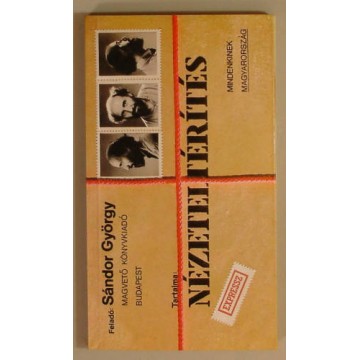 Feladó: Sándor György
MAGVETŐ KÖNYVKIADÓ
BUDAPEST
Tartalma:
NÉZETELTÉRÍTÉS
MINDENKINEK
MAGYARORSZÁG
EXPRESSZ